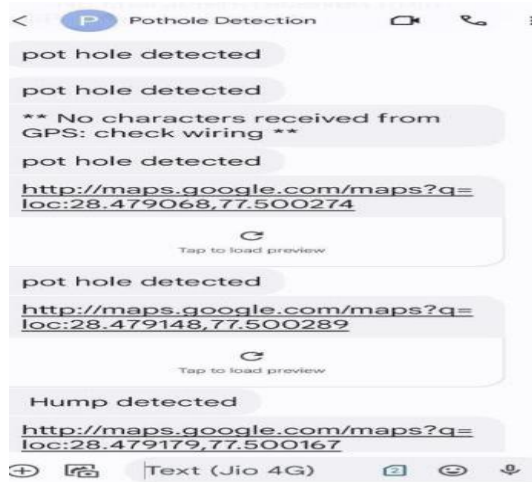 P Pothole Detection
pot hole detected
pot hole detected
** No characters received from
GPS: check wiring **
pot hole detected
http://maps.google.com/maps?q=
loc:28.479068,77.500274
Tap to load preview
pot hole detected
http://maps.google.com/maps?q=
loc:28.479148,77.500289
Tap to load preview
Hump detected
http://maps.google.com/maps?q=
loc:28.479179,77.500167
Text (Jio 4G) 2